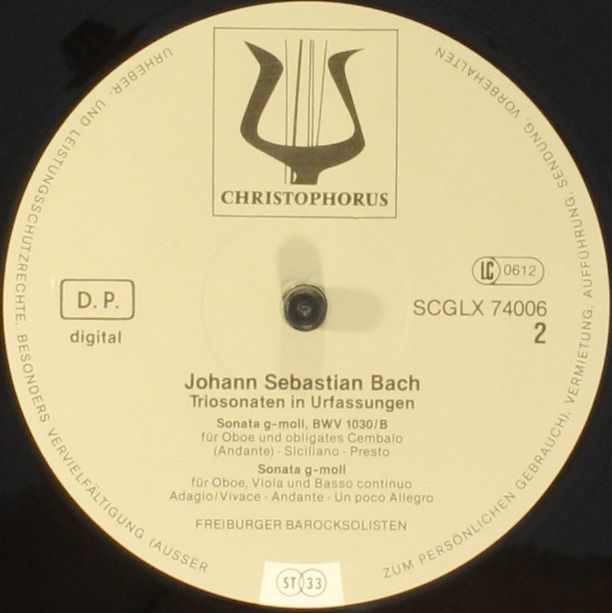 CHRISTOPHORUS
LC 0612
D. P.
digital
SCGLX 74006
2
Johann Sebastian Bach
Triosonaten in Urfassungen
Sonata g-moll, BWV 1030/B
für Oboe und obligates Cembalo
(Andante) · Siciliano - Presto
Sonata g-moll
für Oboe, Viola und Basso continuo
Adagio/Vivace - Andante - Un poco Allegro
FREIBURGER BAROCKSOLISTEN
ST 33
URHEBER- UND LEISTUNGSSCHUTZRECHTE, BESONDERS VERVIELFÄLTIGUNG (AUSSER ZUM PERSÖNLICHEN GEBRAUCH), VERMIETUNG, AUFFÜHRUNG, SENDUNG, VORBEHALTEN